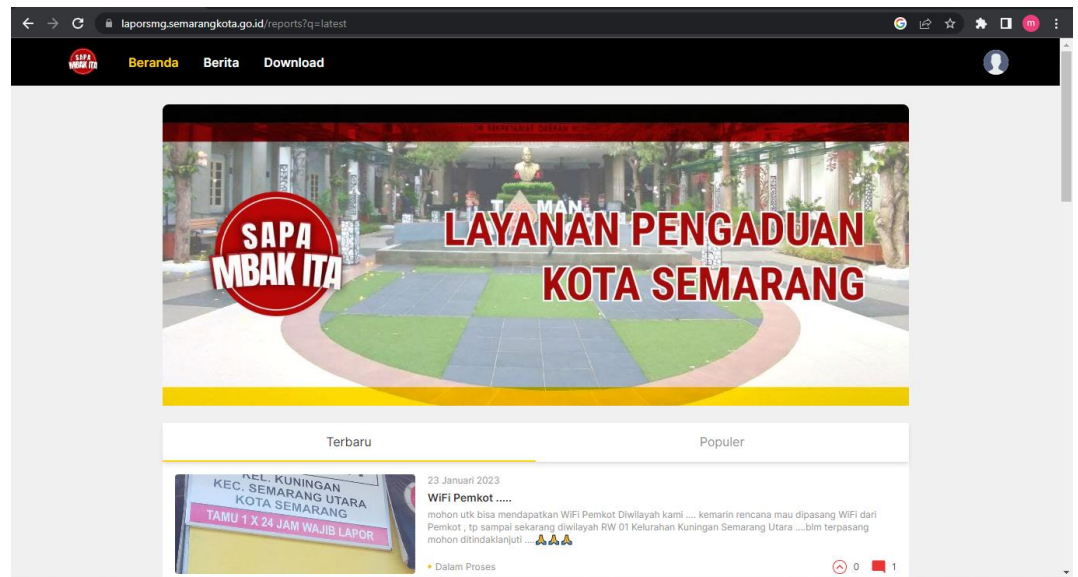 laporsmg.semarangkota.go.id/reports?q=latest
m
SAPA
MBAK ITA
Beranda
Berita
Download
SAPA
MBAK ITA
LAYANAN PENGADUAN
KOTA SEMARANG
Terbaru
Populer
KEL. KUNINGAN
KEC. SEMARANG UTARA
KOTA SEMARANG
TAMU 1 X 24 JAM WAJIB LAPOR
23 Januari 2023
WiFi Pemkot .....
mohon utk bisa mendapatkan WiFi Pemkot Diwilayah kami .... kemarin rencana mau dipasang WiFi dari
Pemkot , tp sampai sekarang diwilayah RW 01 Kelurahan Kuningan Semarang Utara ....blm terpasang
mohon ditindaklanjuti ....🙏🙏🙏
Dalam Proses
0
1